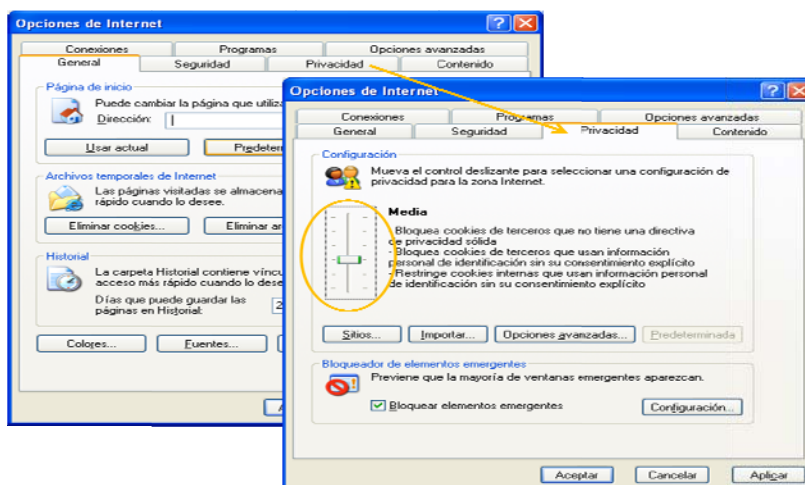 Opciones de Internet
Conexiones Programas Opciones avanzadas
General Seguridad Privacidad Contenido
Página de inicio
Puede cambiar la página que utiliza
Dirección:
Usar actual
Archivos temporales de Internet
Las páginas visitadas se almacena
rápido cuando lo desee.
Eliminar cookies... Eliminar
Historial
La carpeta Historial contiene
acceso más rápido cuando lo dese
Días que puede guardar las
páginas en Historial:
Colores... Fuentes...
Opciones de Internet
Conexiones Programas Opciones avanzadas
General Seguridad Privacidad Contenido
Configuración
Mueva el control deslizante para seleccionar una configuración de
privacidad para la zona Internet.
Media
- Bloquea cookies de terceros que no tiene una directiva
de privacidad sólida
- Bloquea cookies de terceros que usan información
personal de identificación sin su consentimiento explícito
- Restringe cookies internas que usan información personal
de identificación sin su consentimiento explícito
Sitios... Importar... Opciones avanzadas... Predeterminada
Bloqueador de elementos emergentes
Previene que la mayoría de ventanas emergentes aparezcan.
Bloquear elementos emergentes Configuración...
Aceptar Cancelar Aplicar